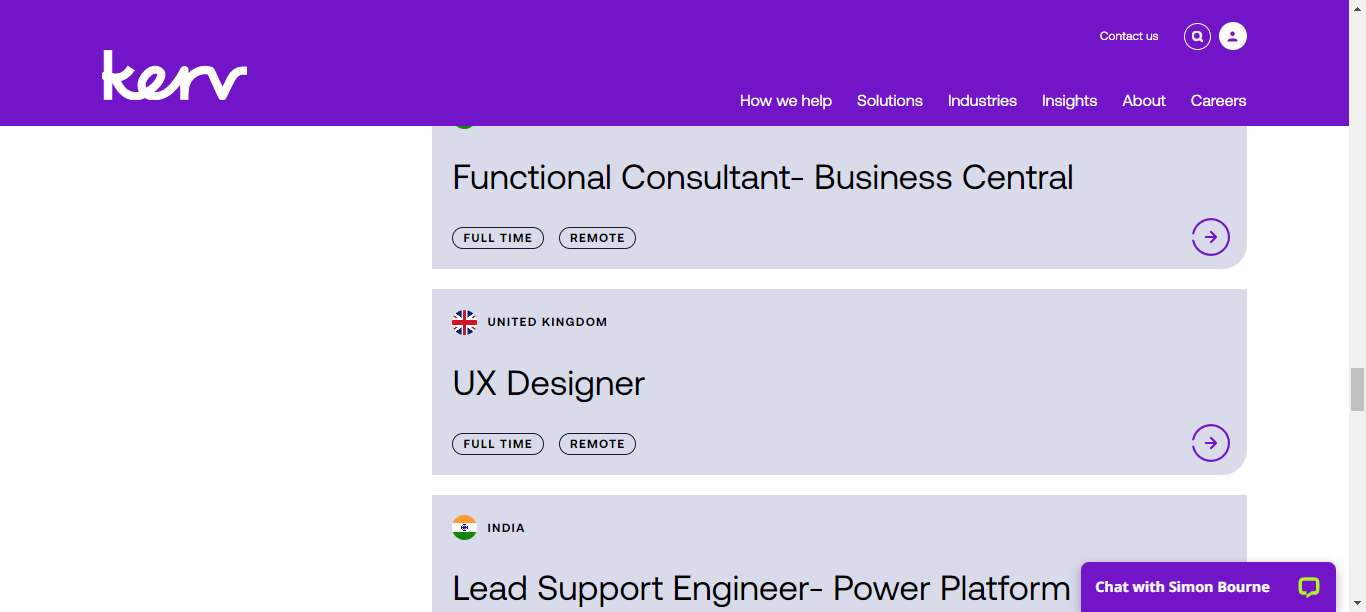 Contact us
kerv
How we help Solutions Industries Insights About Careers
Functional Consultant- Business Central
FULL TIME REMOTE
UNITED KINGDOM
UX Designer
FULL TIME REMOTE
INDIA
Lead Support Engineer- Power Platform
Chat with Simon Bourne